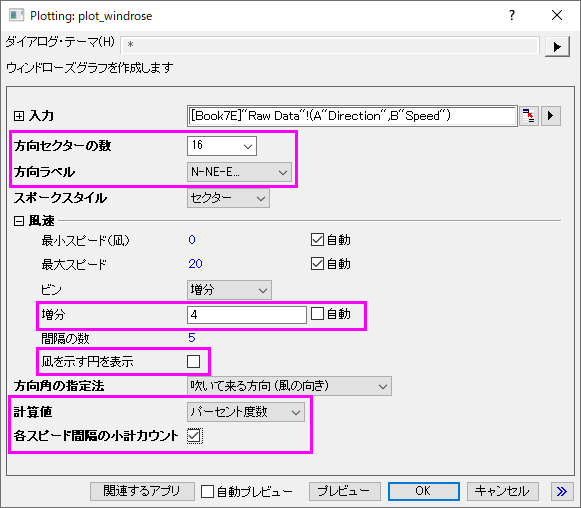 Plotting: plot_windrose
ダイアログ・テーマ(H) *
ウィンドローズグラフを作成します
入力 [Book7E]"Raw Data"!(A"Direction",B"Speed")
方向セクターの数 16
方向ラベル N-NE-E...
スポークスタイル セクター
風速
最小スピード(凪) 0 自動
最大スピード 20 自動
ビン 増分
増分 4 自動
間隔の数 5
凪を示す円を表示
方向角の指定法 吹いて来る方向 (風の向き)
計算値 パーセント度数
各スピード間隔の小計カウント
関連するアプリ 自動プレビュー プレビュー OK キャンセル